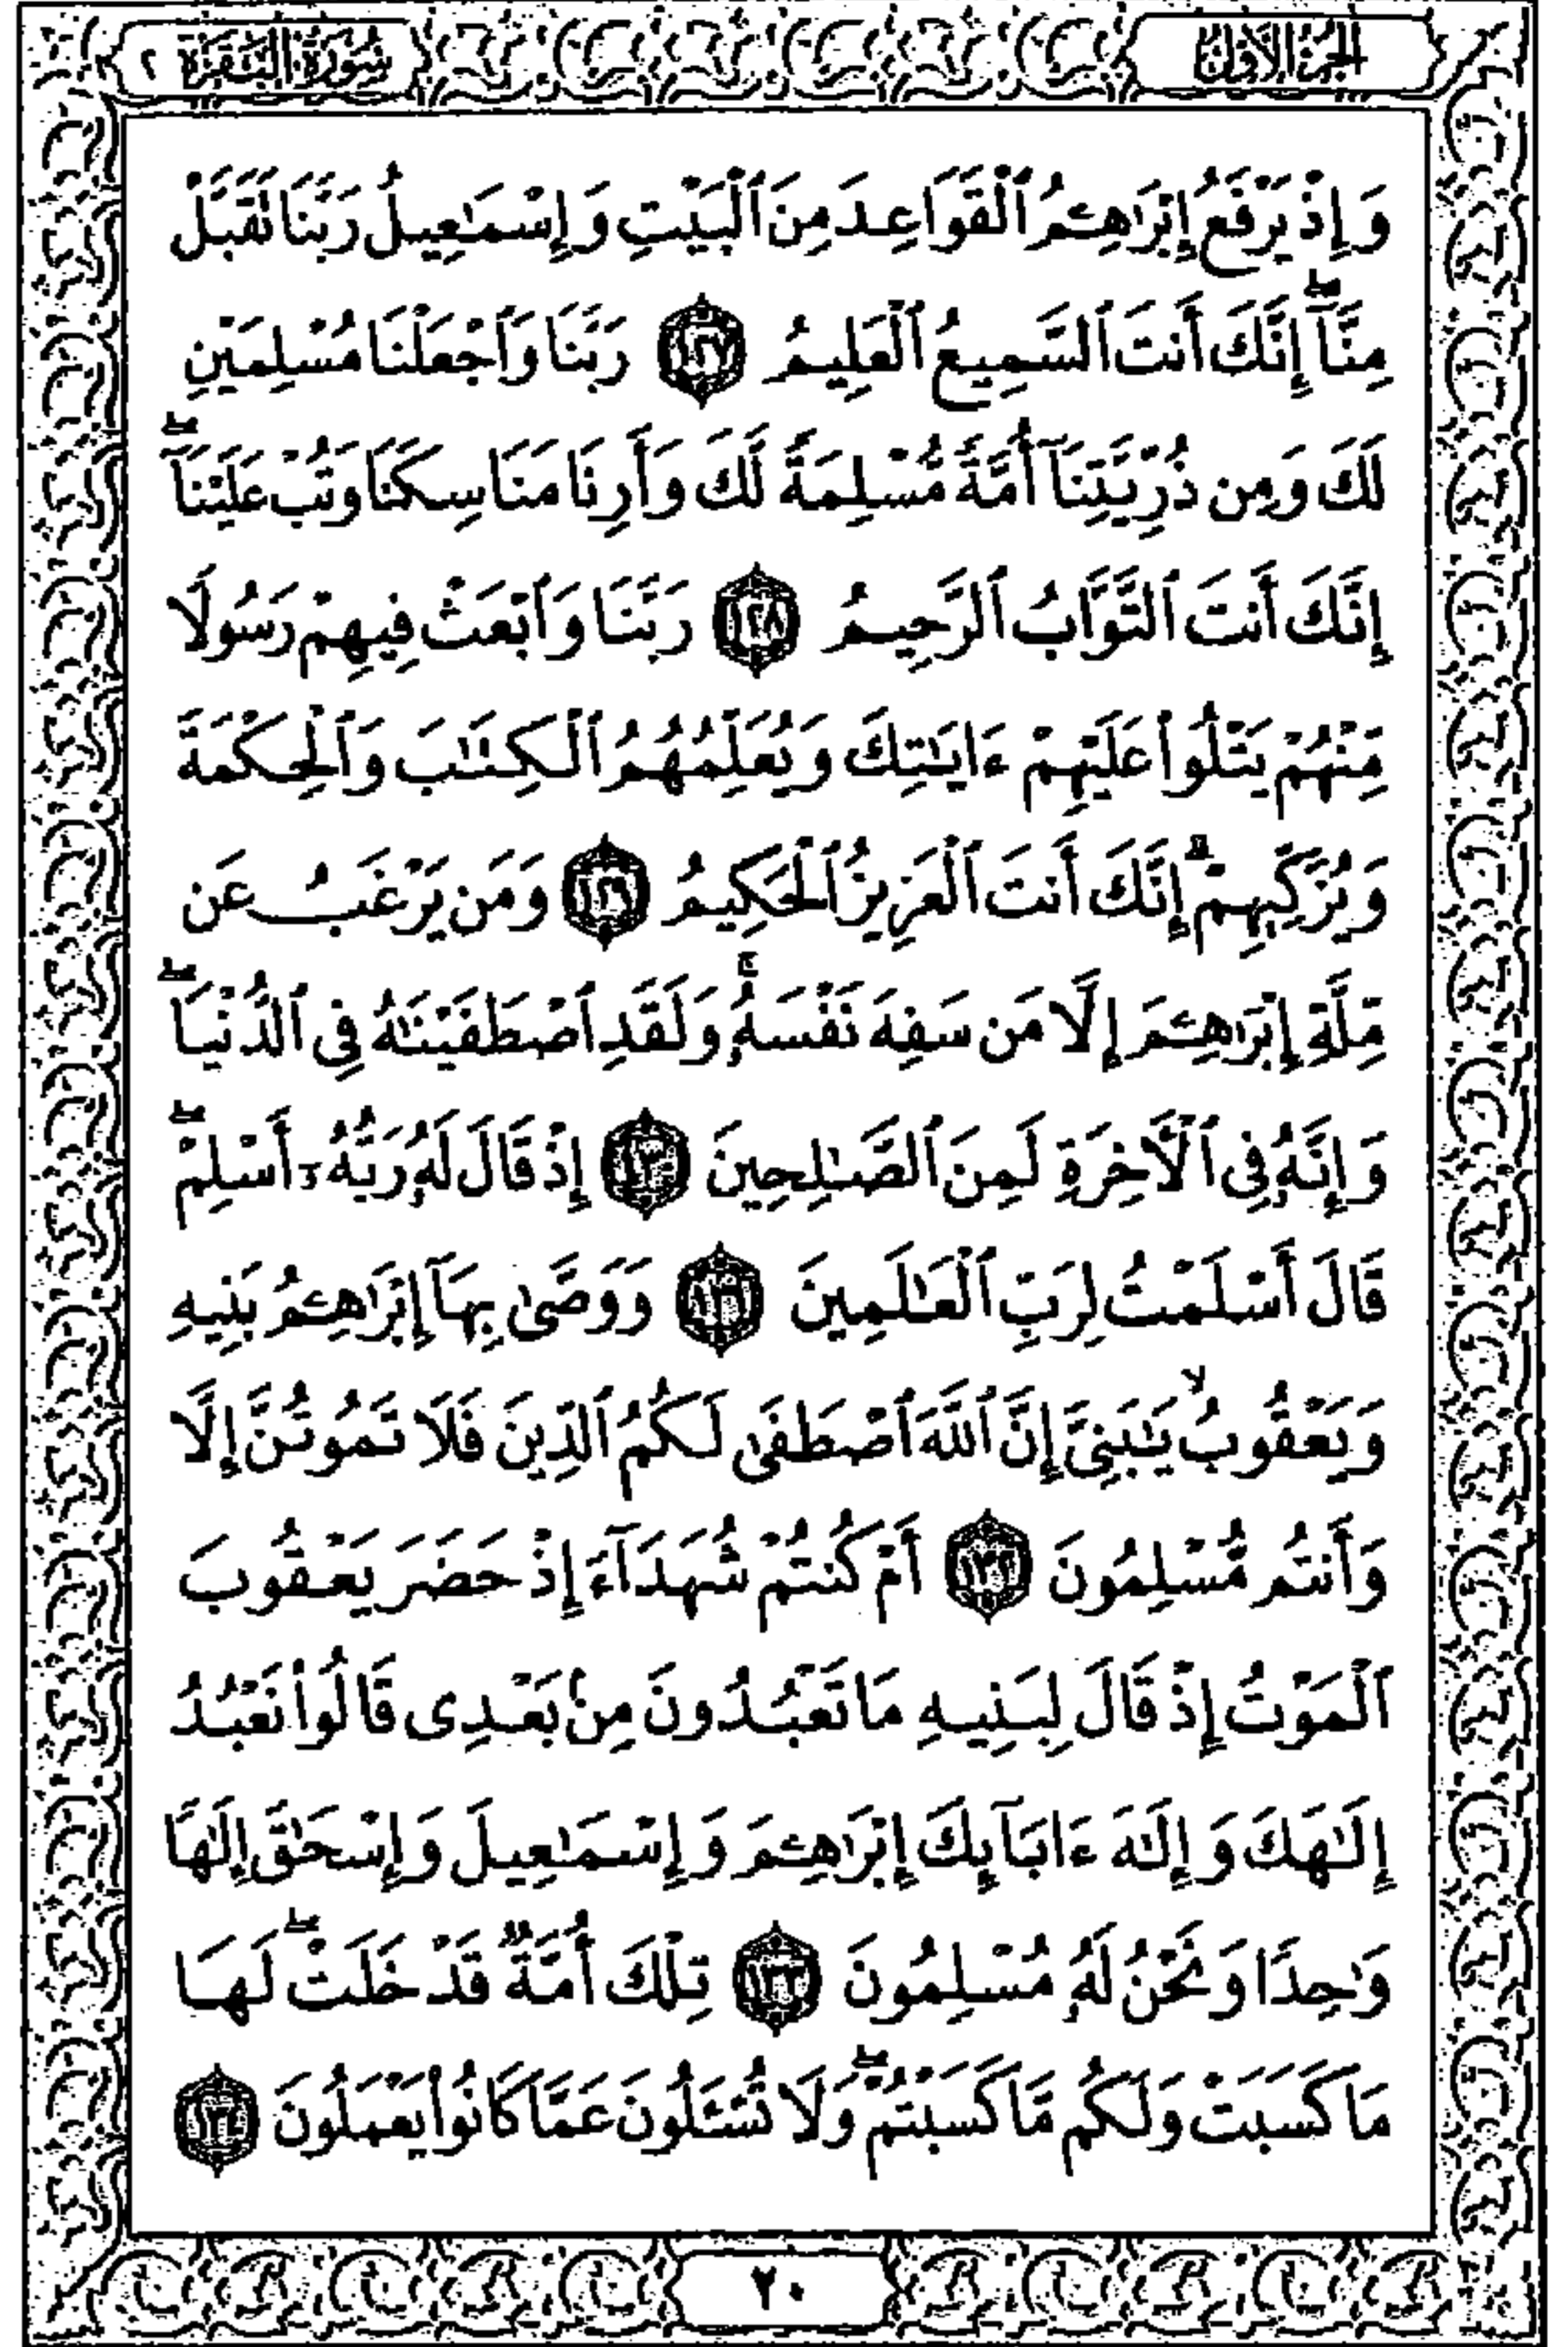 الجزء الأول
سورة البقرة ٢
وَإِذْ يَرْفَعُ إِبْرَٰهِـۧمُ ٱلْقَوَاعِدَ مِنَ ٱلْبَيْتِ وَإِسْمَـٰعِيلُ رَبَّنَا تَقَبَّلْ
مِنَّآ ۖ إِنَّكَ أَنتَ ٱلسَّمِيعُ ٱلْعَلِيمُ ١٢٧ رَبَّنَا وَٱجْعَلْنَا مُسْلِمَيْنِ
لَكَ وَمِن ذُرِّيَّتِنَآ أُمَّةً مُّسْلِمَةً لَّكَ وَأَرِنَا مَنَاسِكَنَا وَتُبْ عَلَيْنَآ ۖ
إِنَّكَ أَنتَ ٱلتَّوَّابُ ٱلرَّحِيمُ ١٢٨ رَبَّنَا وَٱبْعَثْ فِيهِمْ رَسُولًا
مِّنْهُمْ يَتْلُوا۟ عَلَيْهِمْ ءَايَـٰتِكَ وَيُعَلِّمُهُمُ ٱلْكِتَـٰبَ وَٱلْحِكْمَةَ
وَيُزَكِّيهِمْ ۚ إِنَّكَ أَنتَ ٱلْعَزِيزُ ٱلْحَكِيمُ ١٢٩ وَمَن يَرْغَبُ عَن
مِّلَّةِ إِبْرَٰهِـۧمَ إِلَّا مَن سَفِهَ نَفْسَهُۥ ۚ وَلَقَدِ ٱصْطَفَيْنَـٰهُ فِى ٱلدُّنْيَا ۖ
وَإِنَّهُۥ فِى ٱلْـَٔاخِرَةِ لَمِنَ ٱلصَّـٰلِحِينَ ١٣٠ إِذْ قَالَ لَهُۥ رَبُّهُۥٓ أَسْلِمْ ۖ
قَالَ أَسْلَمْتُ لِرَبِّ ٱلْعَـٰلَمِينَ ١٣١ وَوَصَّىٰ بِهَآ إِبْرَٰهِـۧمُ بَنِيهِ
وَيَعْقُوبُ ۙ يَـٰبَنِىَّ إِنَّ ٱللَّهَ ٱصْطَفَىٰ لَكُمُ ٱلدِّينَ فَلَا تَمُوتُنَّ إِلَّا
وَأَنتُم مُّسْلِمُونَ ١٣٢ أَمْ كُنتُمْ شُهَدَآءَ إِذْ حَضَرَ يَعْقُوبَ
ٱلْمَوْتُ إِذْ قَالَ لِبَنِيهِ مَا تَعْبُدُونَ مِنۢ بَعْدِى قَالُوا۟ نَعْبُدُ
إِلَـٰهَكَ وَإِلَـٰهَ ءَابَآئِكَ إِبْرَٰهِـۧمَ وَإِسْمَـٰعِيلَ وَإِسْحَـٰقَ إِلَـٰهًا
وَٰحِدًا وَنَحْنُ لَهُۥ مُسْلِمُونَ ١٣٣ تِلْكَ أُمَّةٌ قَدْ خَلَتْ ۖ لَهَا
مَا كَسَبَتْ وَلَكُم مَّا كَسَبْتُمْ ۖ وَلَا تُسْـَٔلُونَ عَمَّا كَانُوا۟ يَعْمَلُونَ ١٣٤
٢٠